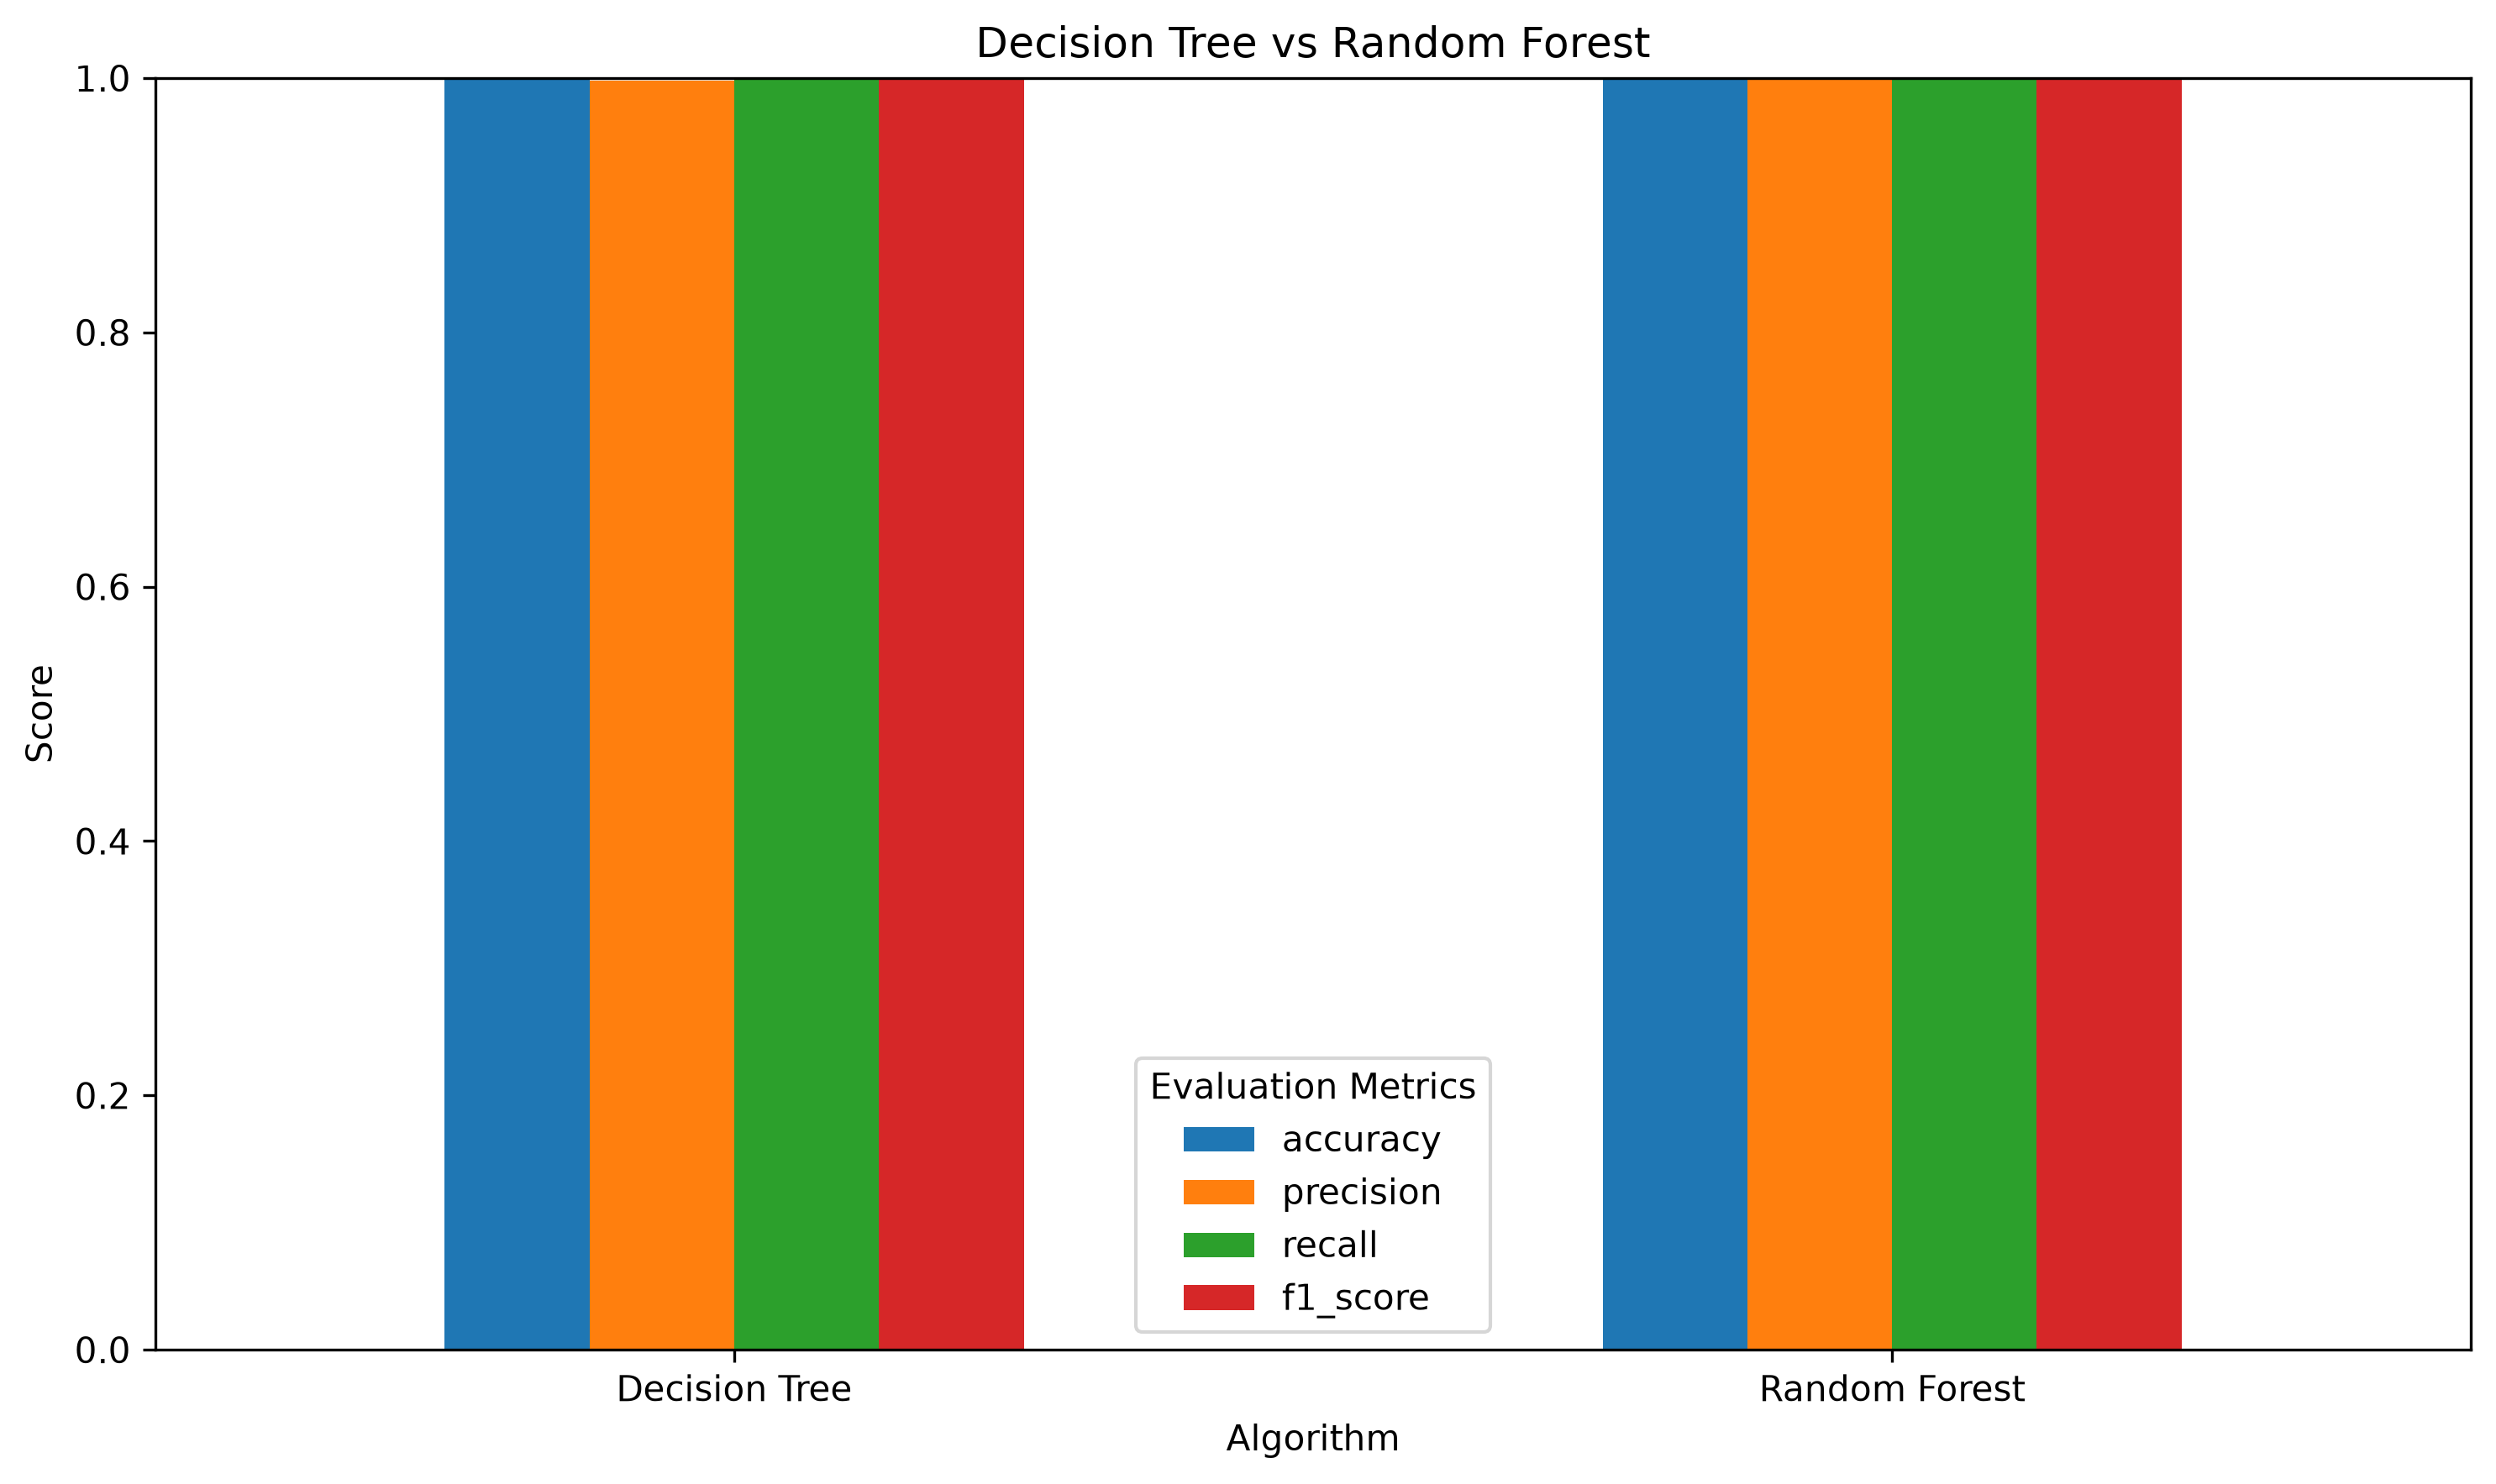 Decision Tree vs Random Forest
1.0
0.8
0.6
0.4
0.2
0.0
Score
Evaluation Metrics
accuracy
precision
recall
f1_score
Decision Tree
Random Forest
Algorithm